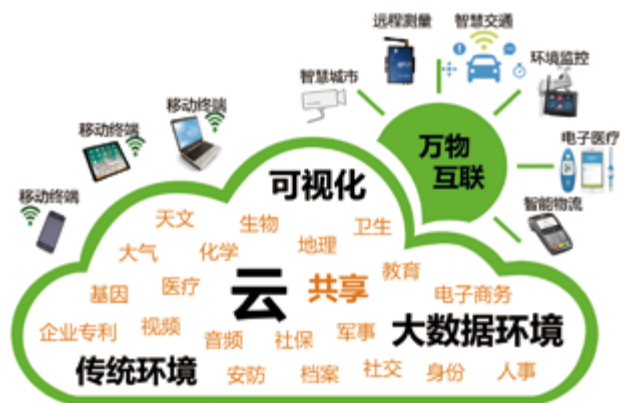 远程测量
智慧交通
智慧城市
环境监控
移动终端
移动终端
万物
互联
电子医疗
移动终端
可视化
智能物流
天文
生物
卫生
大气
化学
地理
基因
医疗
云
共享
教育
电子商务
企业专利
视频
音频
社保
军事
大数据环境
传统环境
安防
档案
社交
身份
人事